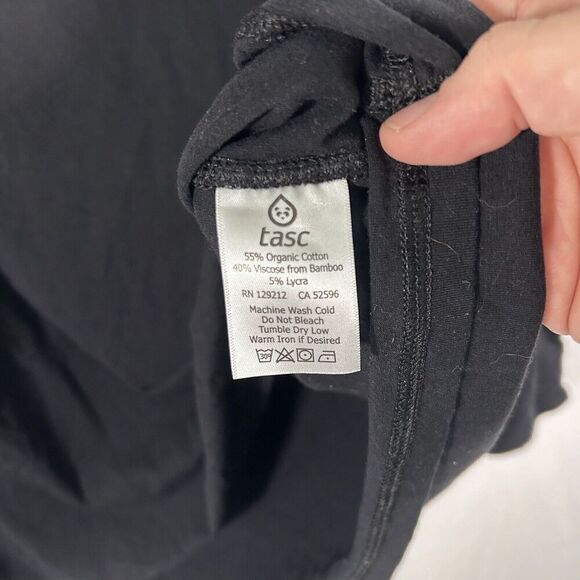 tasc
55% Organic Cotton
40% Viscose from Bamboo
5% Lycra
RN 129212 CA 52596
Machine Wash Cold
Do Not Bleach
Tumble Dry Low
Warm Iron if Desired